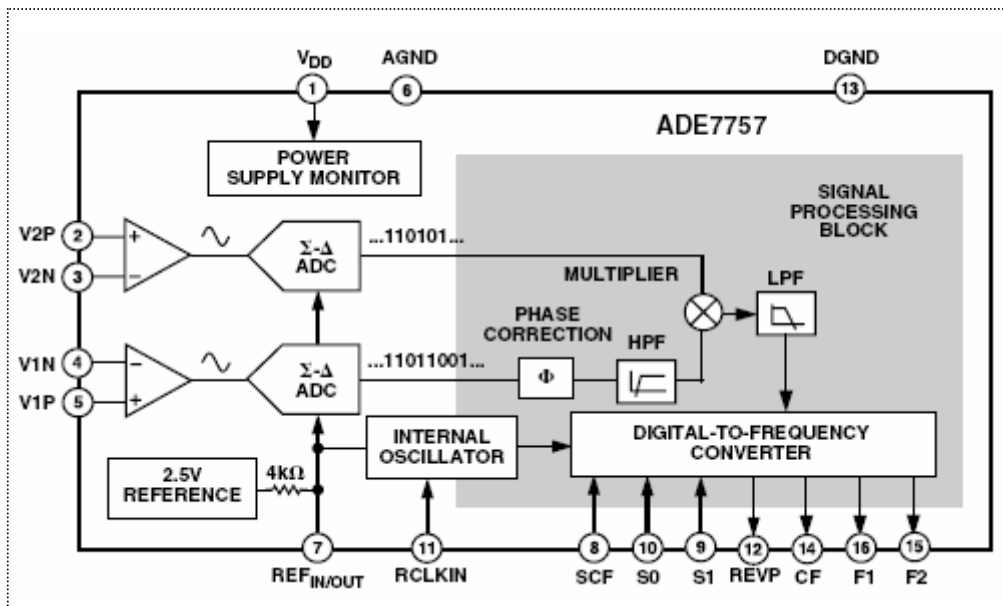 V_DD AGND DGND
1 6 13
ADE7757
POWER
SUPPLY MONITOR
SIGNAL
PROCESSING
BLOCK
V2P 2 + Σ-Δ
ADC ...110101...
V2N 3 −
MULTIPLIER LPF
PHASE
CORRECTION HPF
V1N 4 − Σ-Δ
ADC ...11011001... Φ
V1P 5 +
INTERNAL
OSCILLATOR
DIGITAL-TO-FREQUENCY
CONVERTER
2.5V
REFERENCE
4kΩ
7 11 8 10 9 12 14 16 15
REF_IN/OUT RCLKIN SCF S0 S1 REVP CF F1 F2